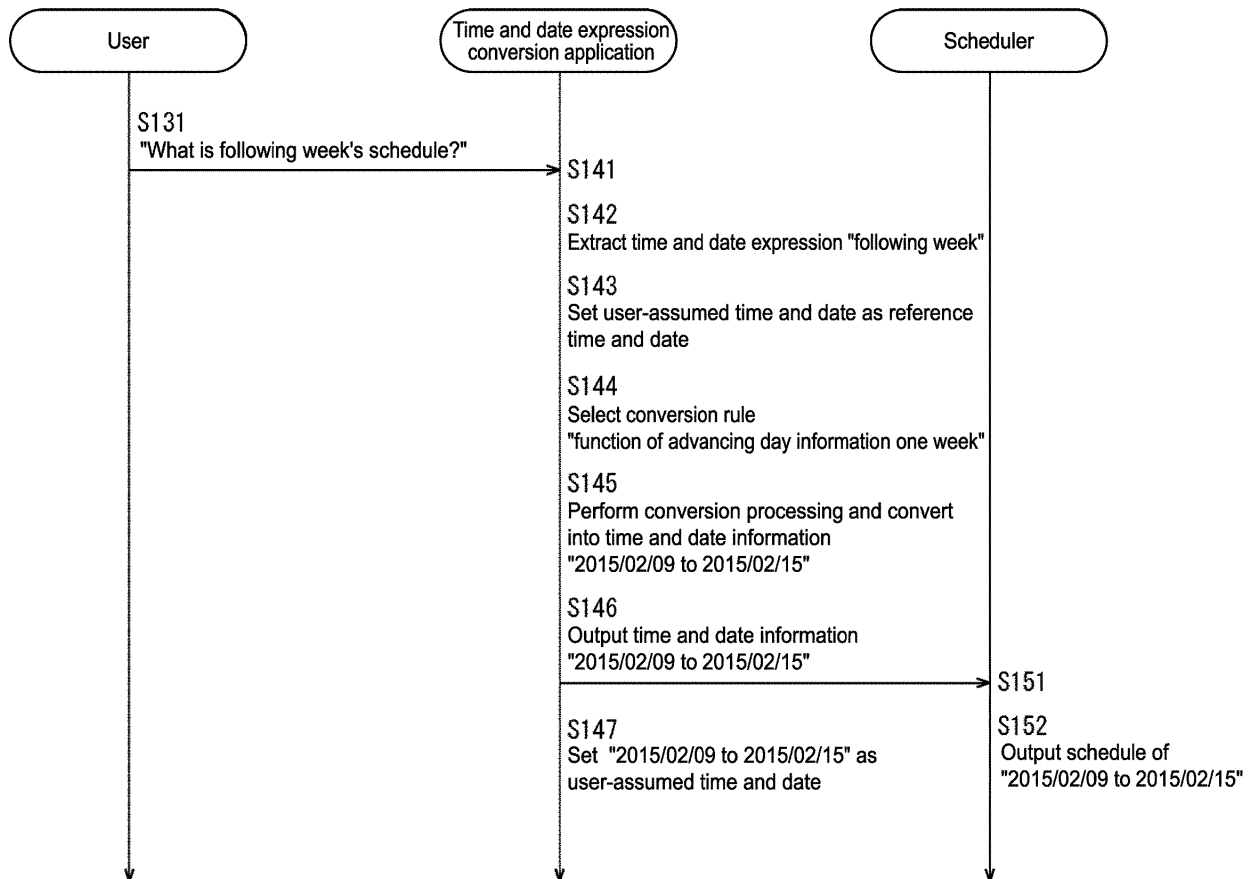 User
Time and date expression
conversion application
Scheduler
S131
"What is following week's schedule?"
S141
S142
Extract time and date expression "following week"
S143
Set user-assumed time and date as reference
time and date
S144
Select conversion rule
"function of advancing day information one week"
S145
Perform conversion processing and convert
into time and date information
"2015/02/09 to 2015/02/15"
S146
Output time and date information
"2015/02/09 to 2015/02/15"
S151
S147
Set "2015/02/09 to 2015/02/15" as
user-assumed time and date
S152
Output schedule of
"2015/02/09 to 2015/02/15"